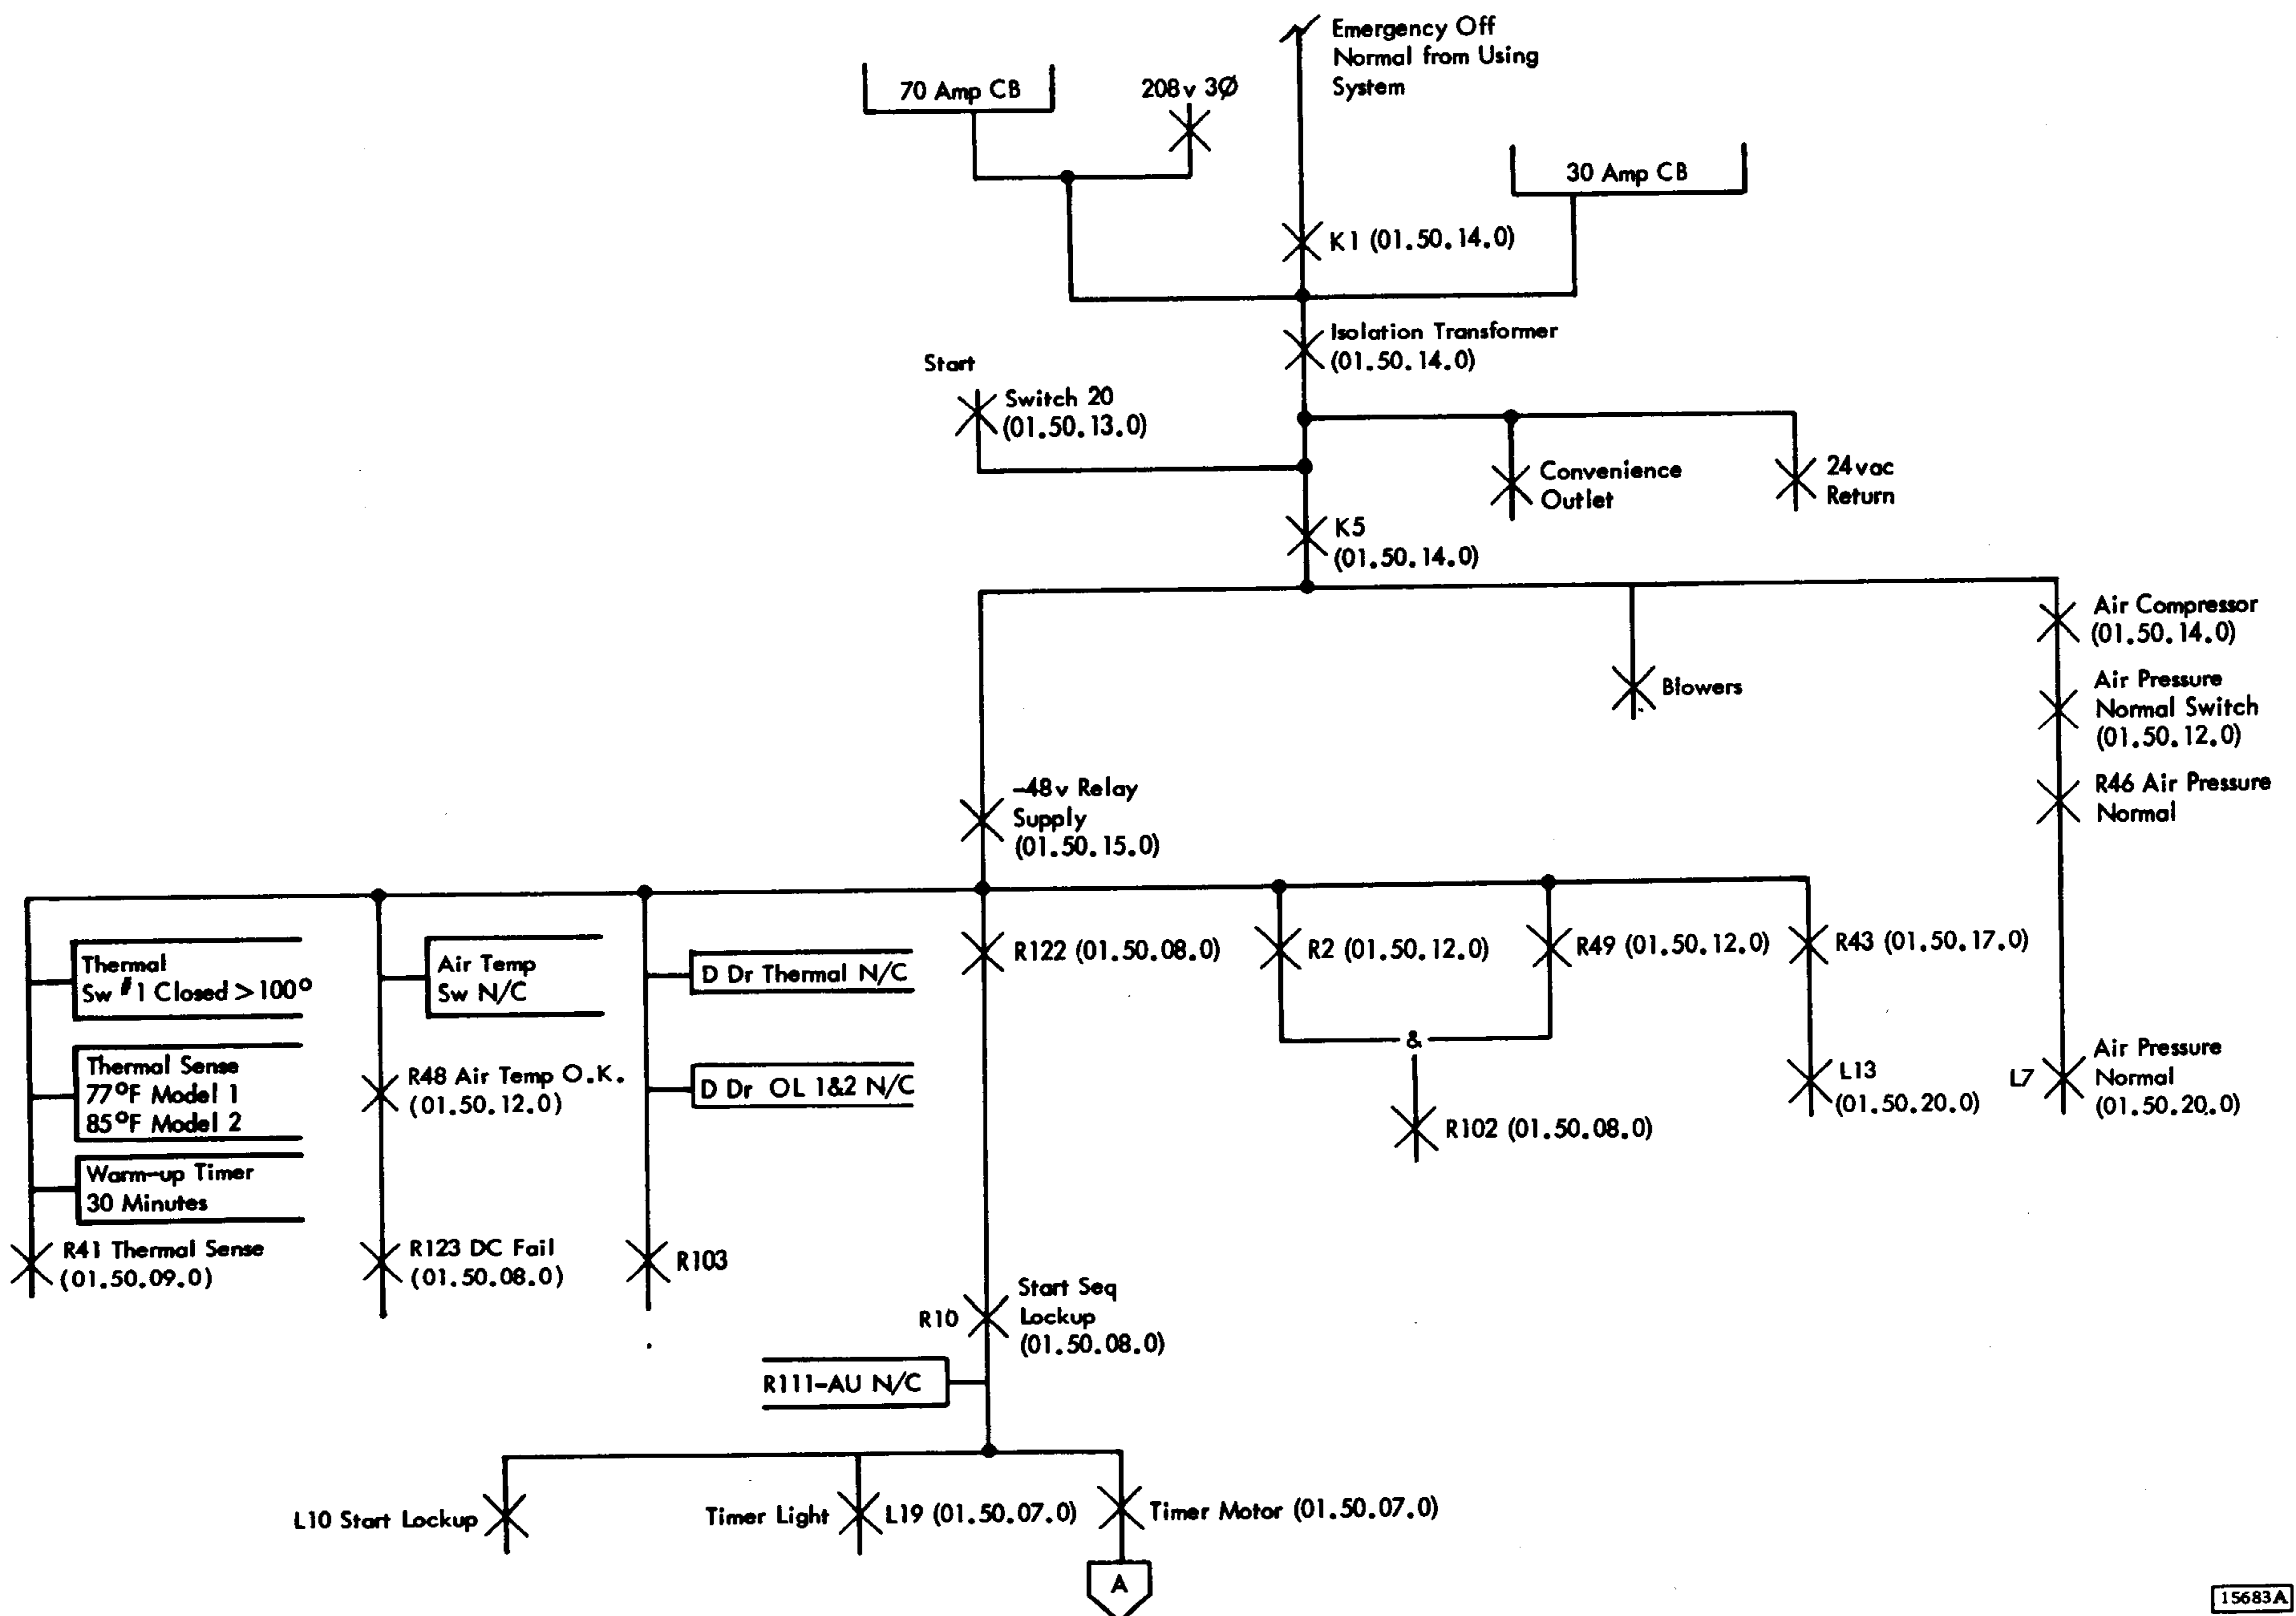 Emergency Off
Normal from Using
System
70 Amp CB
208v 3Ø
30 Amp CB
K1 (01.50.14.0)
Isolation Transformer
(01.50.14.0)
Start
Switch 20
(01.50.13.0)
Convenience
Outlet
24vac
Return
K5
(01.50.14.0)
Air Compressor
(01.50.14.0)
Blowers
Air Pressure
Normal Switch
(01.50.12.0)
R46 Air Pressure
Normal
-48v Relay
Supply
(01.50.15.0)
Thermal
Sw #1 Closed >100°
Air Temp
Sw N/C
D Dr Thermal N/C
R122 (01.50.08.0)
R2 (01.50.12.0)
R49 (01.50.12.0)
R43 (01.50.17.0)
&
Thermal Sense
77°F Model 1
85°F Model 2
R48 Air Temp O.K.
(01.50.12.0)
D Dr OL 1&2 N/C
R102 (01.50.08.0)
L13
(01.50.20.0)
L7
Air Pressure
Normal
(01.50.20.0)
Warm-up Timer
30 Minutes
R41 Thermal Sense
(01.50.09.0)
R123 DC Fail
(01.50.08.0)
R103
R10
Start Seq
Lockup
(01.50.08.0)
R111-AU N/C
L10 Start Lockup
Timer Light
L19 (01.50.07.0)
Timer Motor (01.50.07.0)
A
15683A